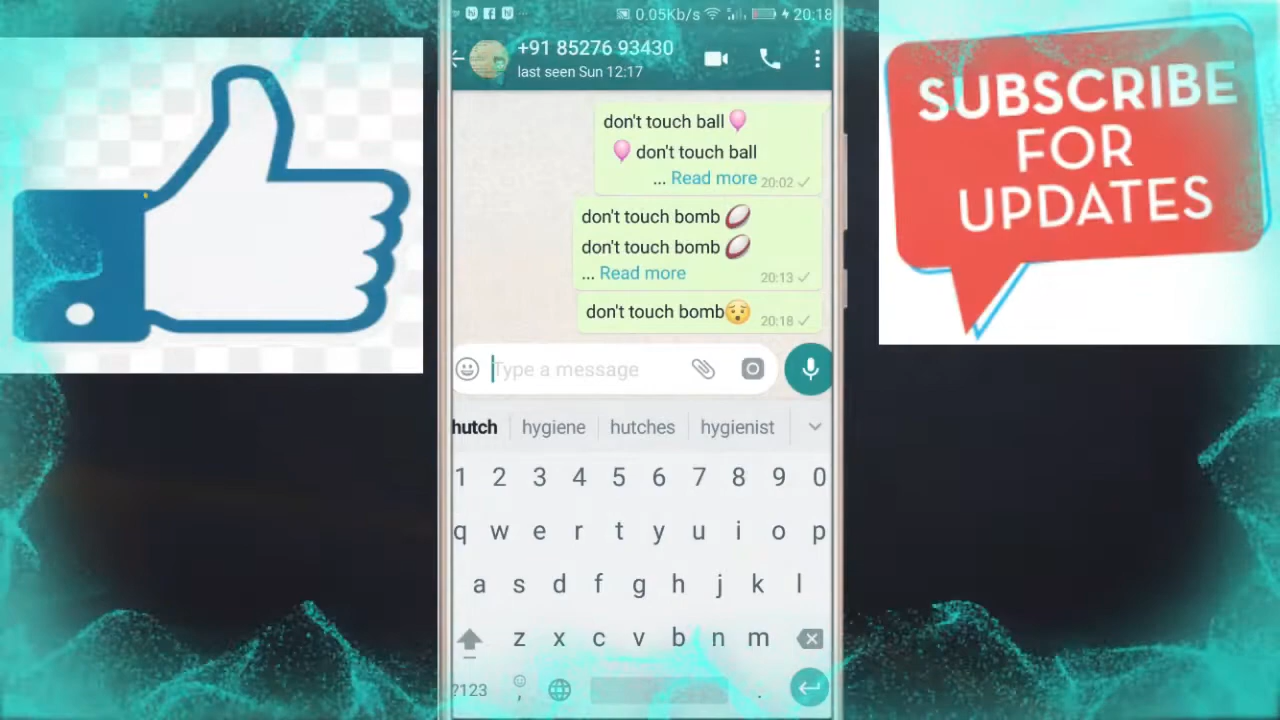 0.05Kb/s 20:18
+91 85276 93430
last seen Sun 12:17
don't touch ball🎈
🎈don't touch ball
... Read more 20:02
don't touch bomb
don't touch bomb
... Read more 20:13
don't touch bomb😯 20:18
Type a message
hutch hygiene hutches hygienist
1 2 3 4 5 6 7 8 9 0
q w e r t y u i o p
a s d f g h j k l
z x c v b n m
?123 , .
SUBSCRIBE
FOR
UPDATES